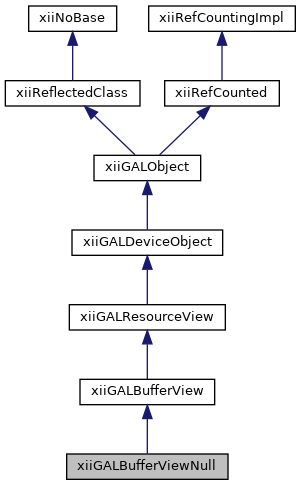 xiiNoBase
xiiRefCountingImpl
xiiReflectedClass
xiiRefCounted
xiiGALObject
xiiGALDeviceObject
xiiGALResourceView
xiiGALBufferView
xiiGALBufferViewNull